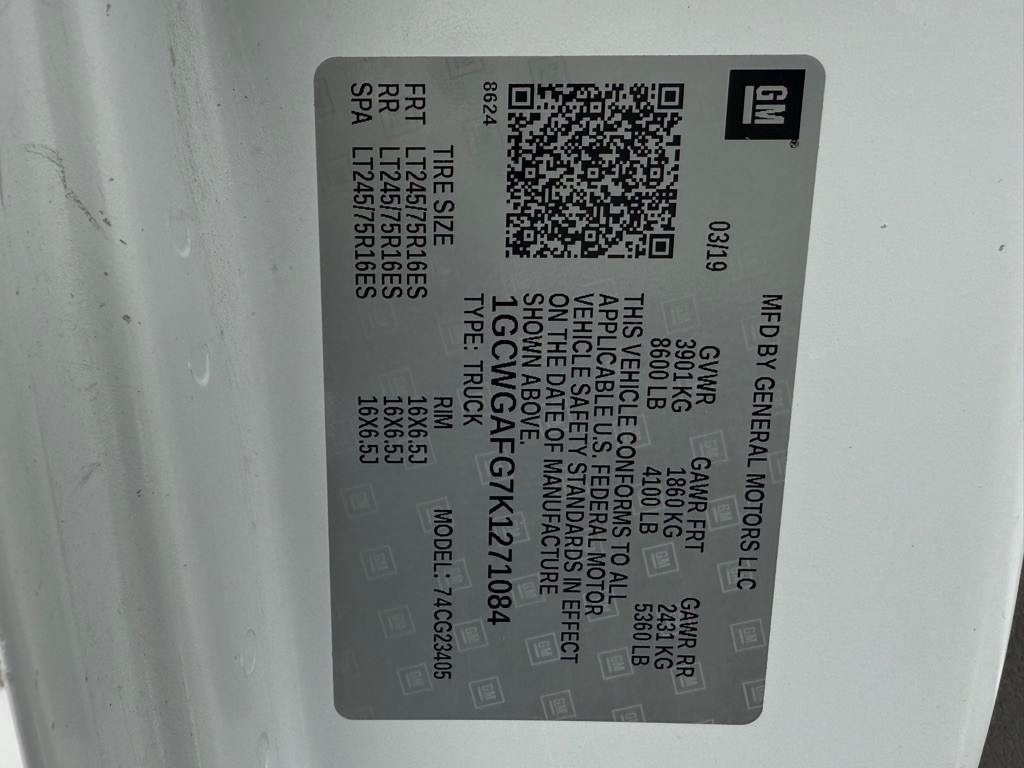 GM
MFD BY GENERAL MOTORS LLC
03/19
GVWR GAWR FRT GAWR RR
3901 KG 1860 KG 2431 KG
8600 LB 4100 LB 5360 LB
THIS VEHICLE CONFORMS TO ALL
APPLICABLE U.S. FEDERAL MOTOR
VEHICLE SAFETY STANDARDS IN EFFECT
ON THE DATE OF MANUFACTURE
SHOWN ABOVE.
1GCWGAFG7K1271084
8624
TYPE: TRUCK
TIRE SIZE RIM MODEL: 74CG23405
FRT LT245/75R16ES 16X6.5J
RR LT245/75R16ES 16X6.5J
SPA LT245/75R16ES 16X6.5J